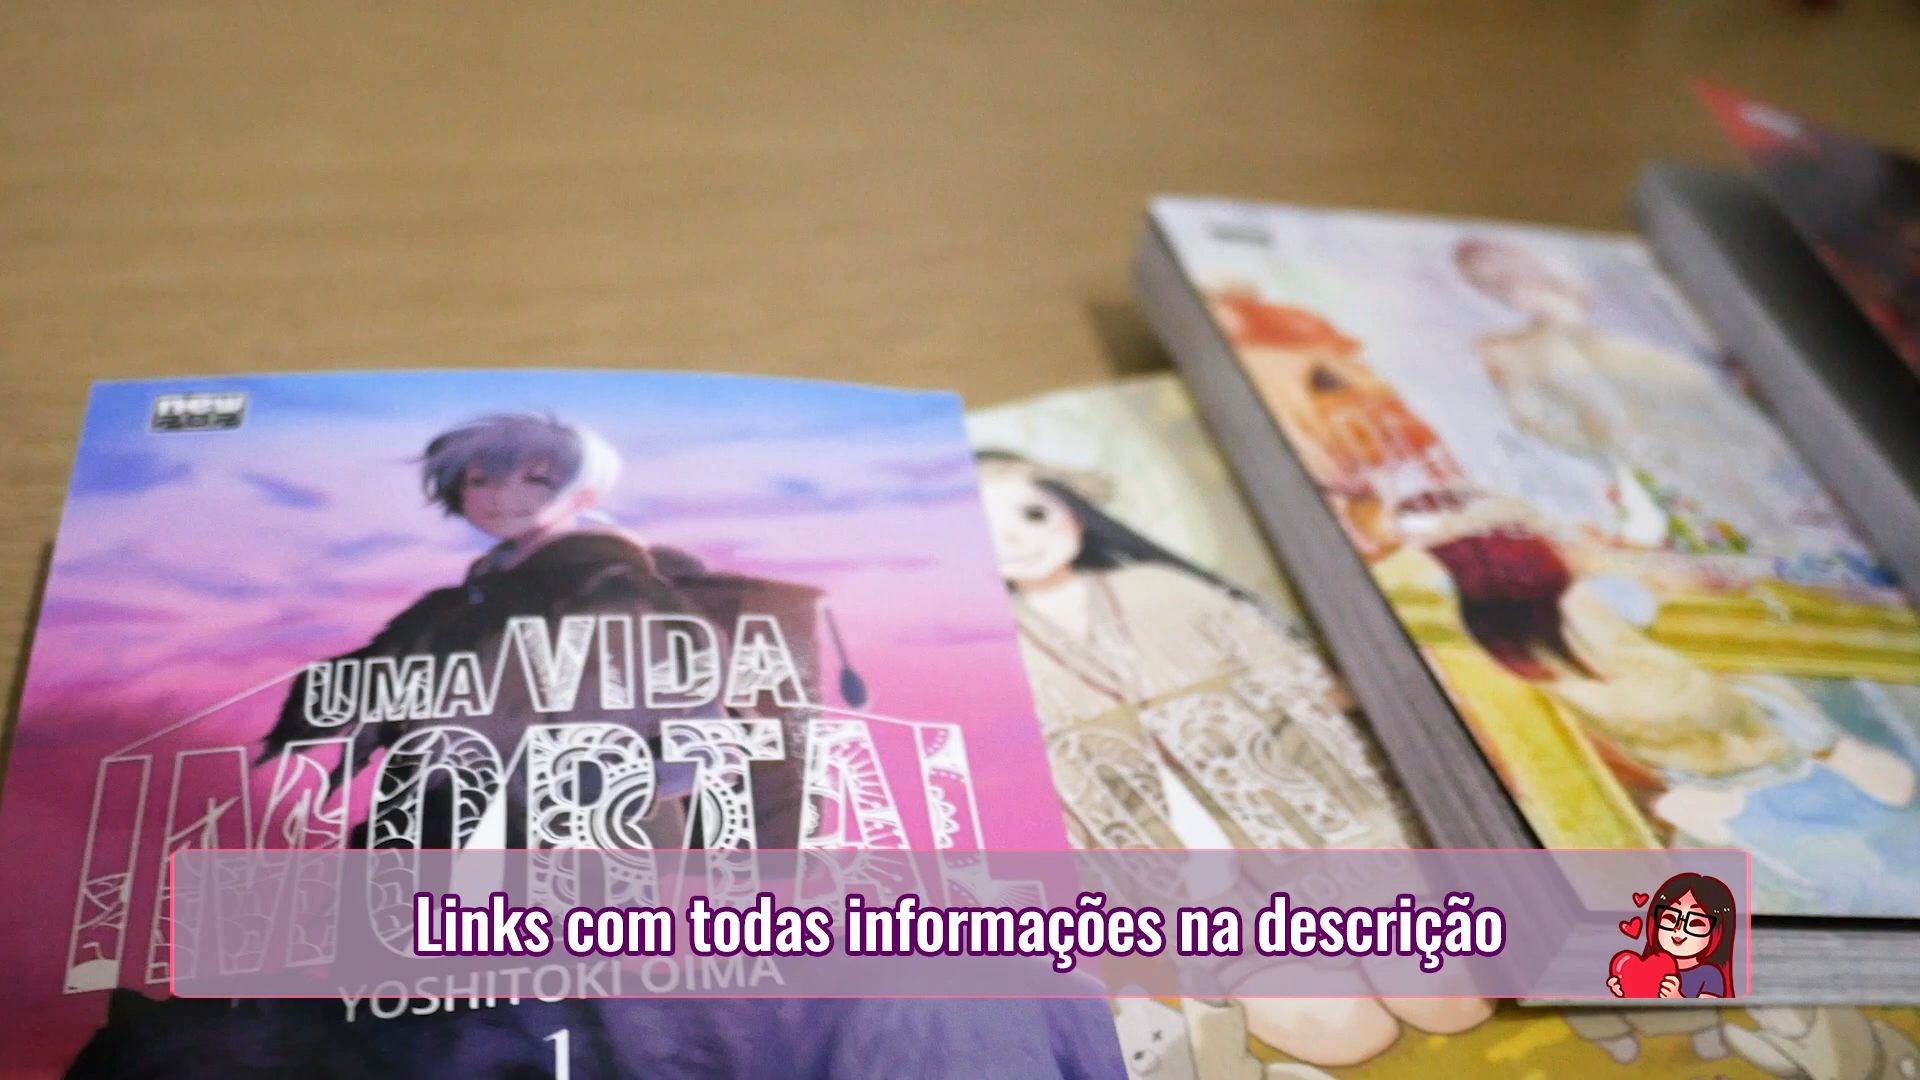 new
UMA VIDA
IMORTAL
YOSHITOKI OIMA
1
Links com todas informações na descrição